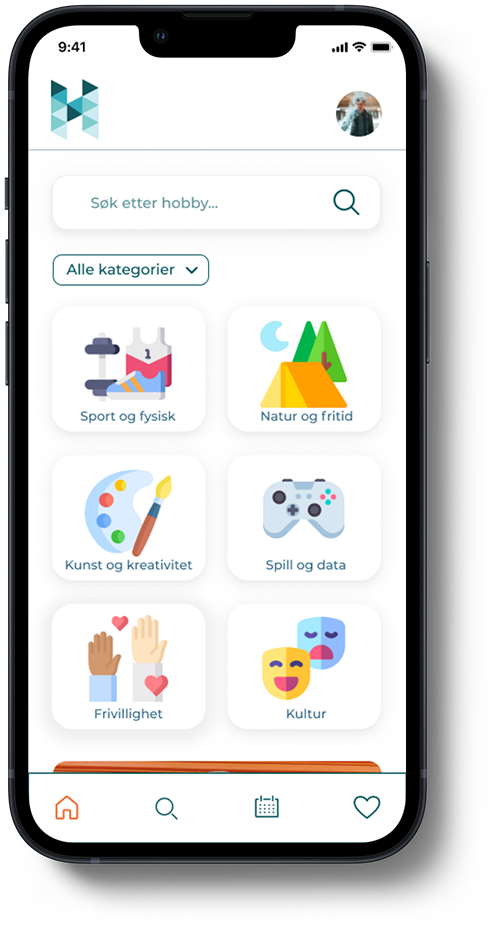 9:41
Søk etter hobby...
Alle kategorier
1
Sport og fysisk
Natur og fritid
Kunst og kreativitet
Spill og data
Frivillighet
Kultur